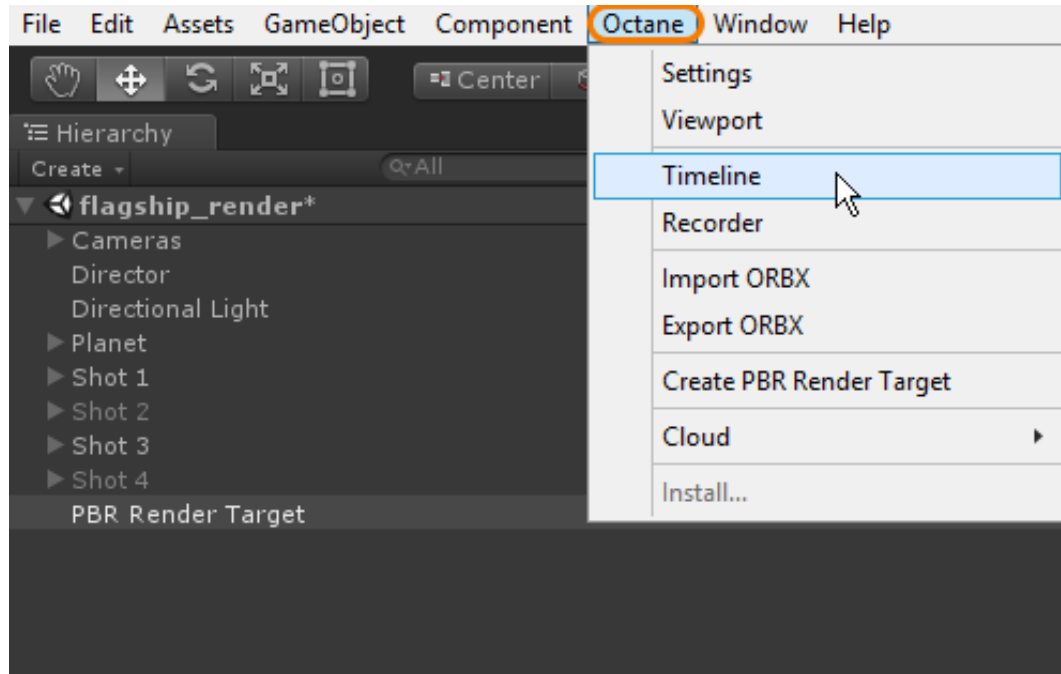 File Edit Assets GameObject Component Octane Window Help
Center
Hierarchy
Create All
flagship_render*
Cameras
Director
Directional Light
Planet
Shot 1
Shot 2
Shot 3
Shot 4
PBR Render Target
Settings
Viewport
Timeline
Recorder
Import ORBX
Export ORBX
Create PBR Render Target
Cloud
Install...